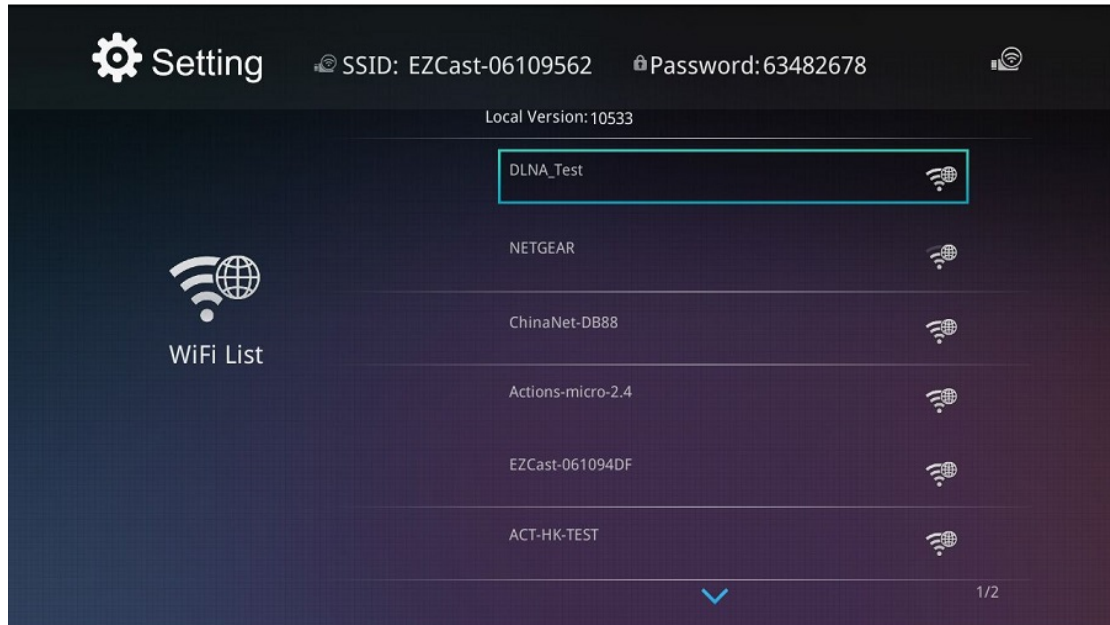 Setting SSID: EZCast-06109562 Password: 63482678
Local Version: 10533
DLNA_Test
NETGEAR
ChinaNet-DB88
WiFi List
Actions-micro-2.4
EZCast-061094DF
ACT-HK-TEST
1/2